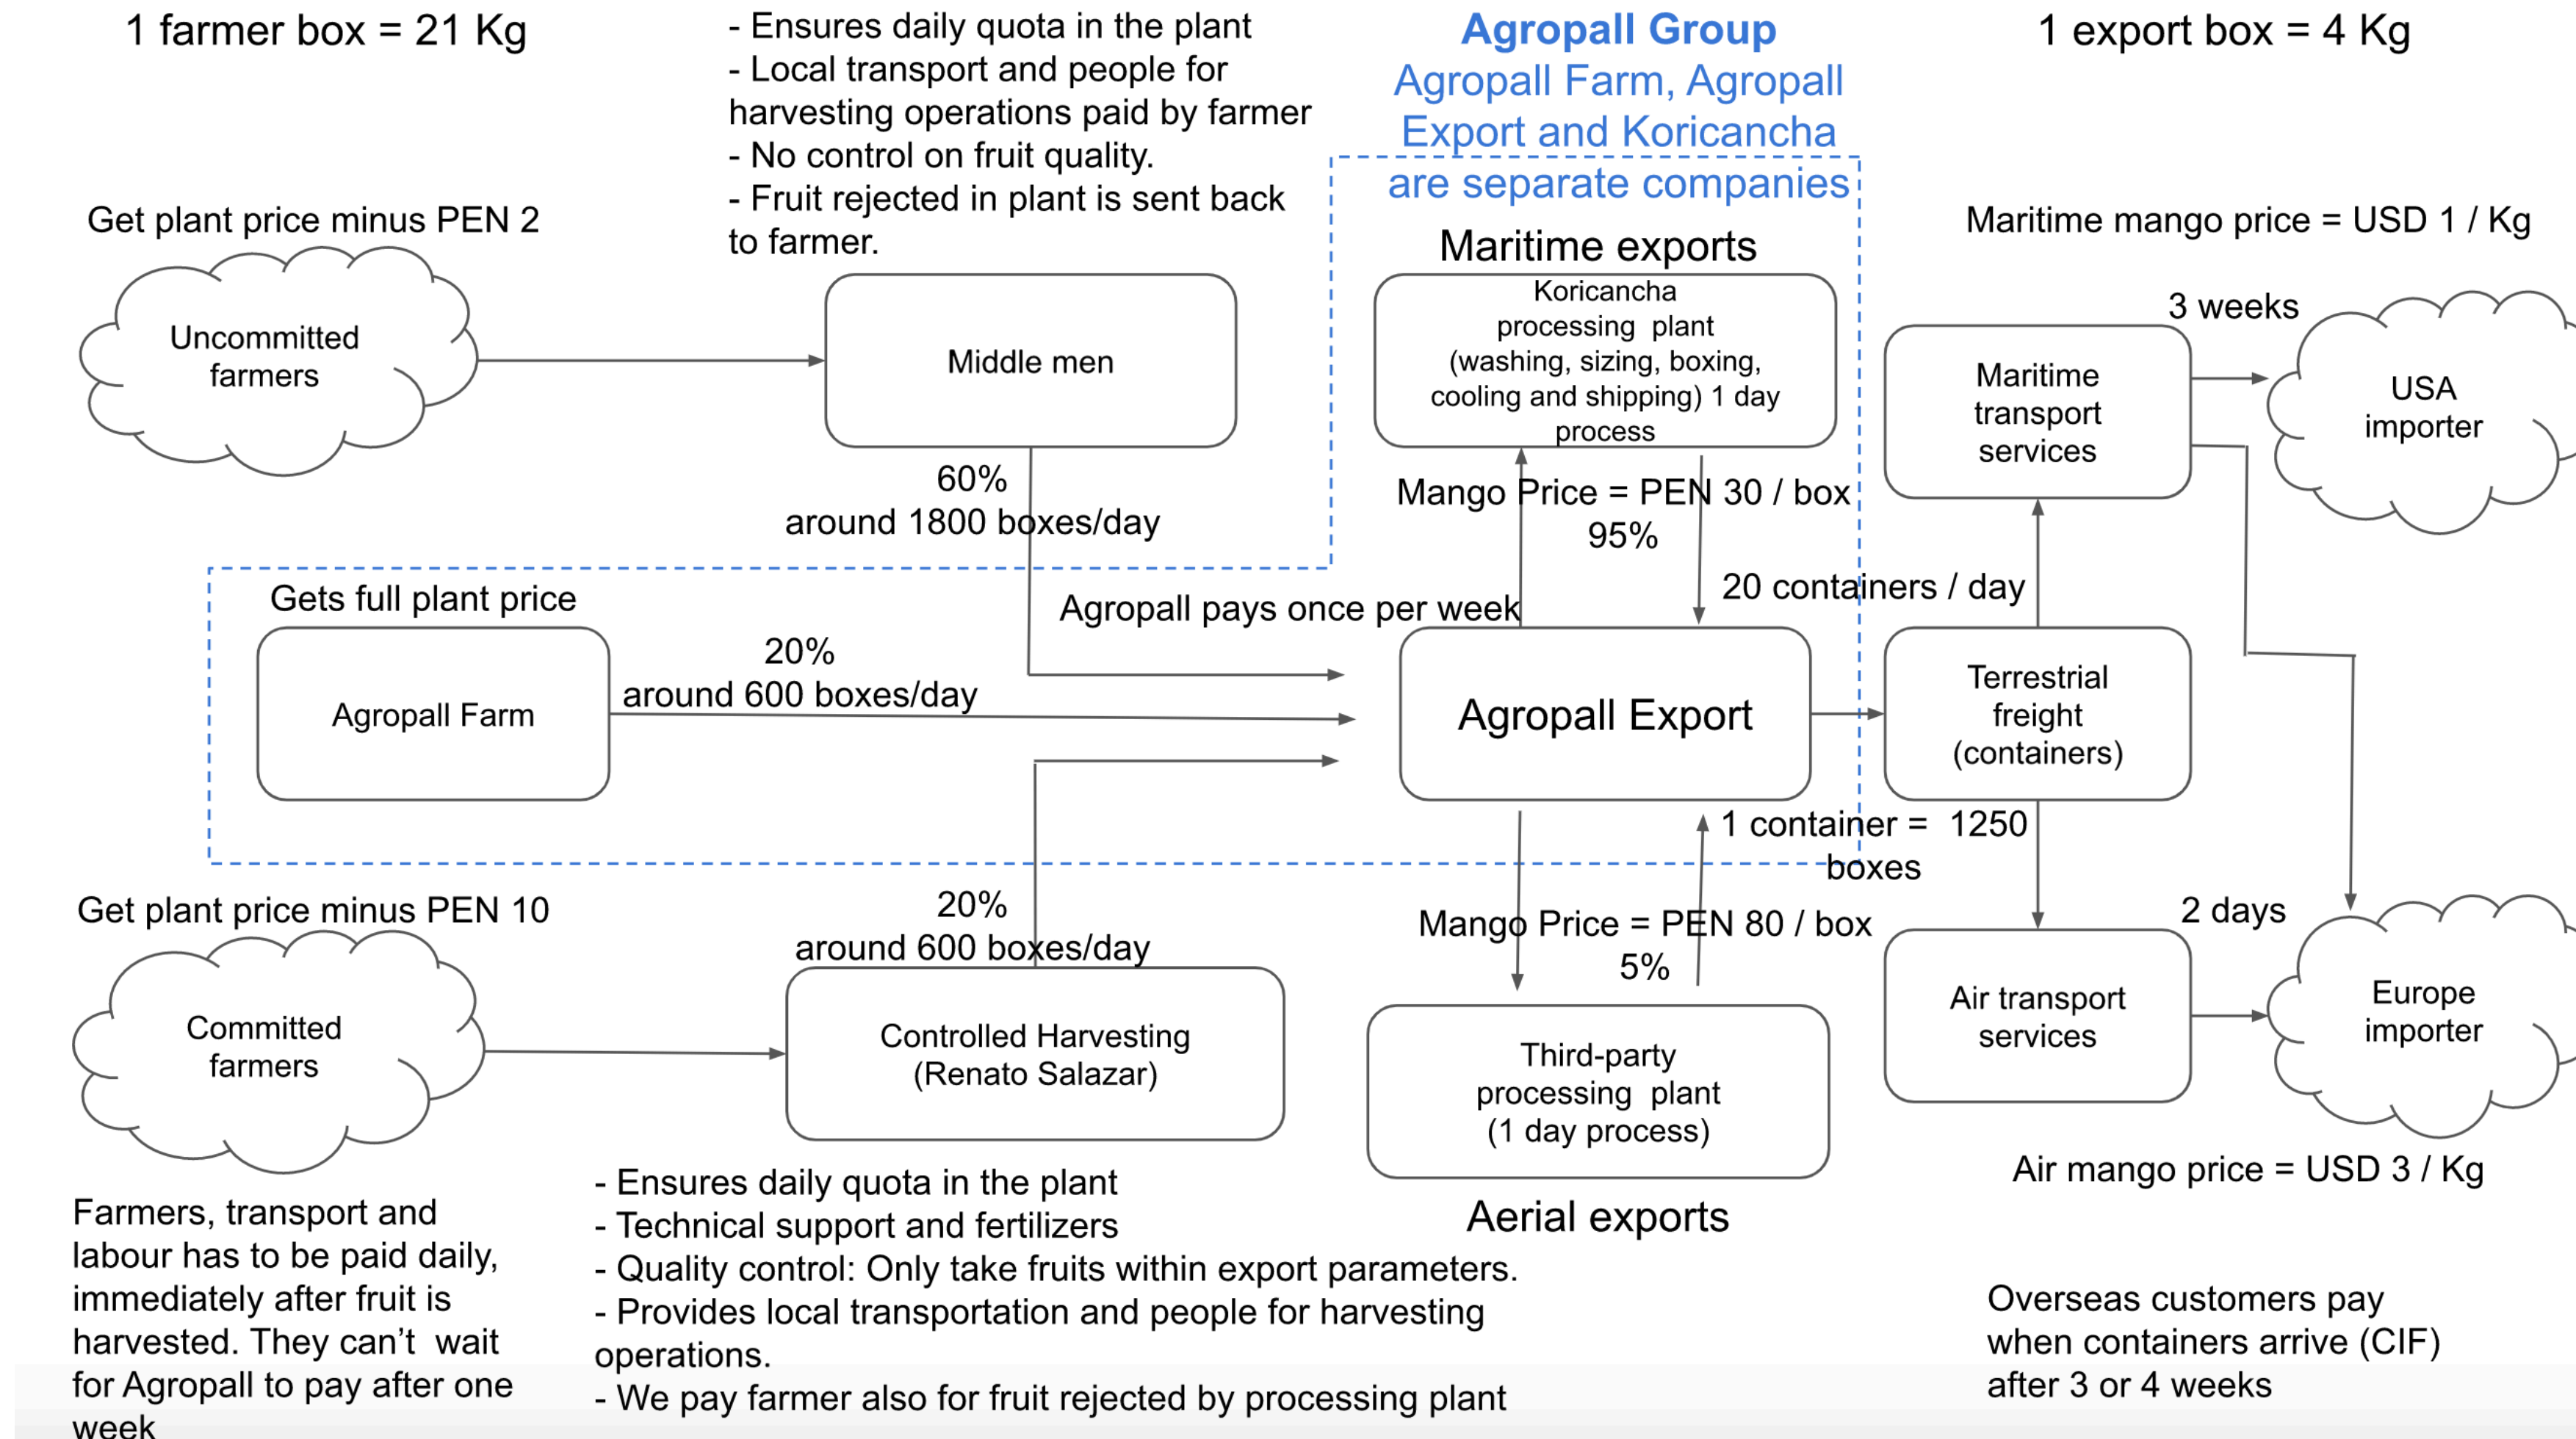 1 farmer box = 21 Kg
- Ensures daily quota in the plant
- Local transport and people for
harvesting operations paid by farmer
- No control on fruit quality.
- Fruit rejected in plant is sent back
to farmer.
Agropall Group
Agropall Farm, Agropall
Export and Koricancha
are separate companies
1 export box = 4 Kg
Get plant price minus PEN 2
Uncommitted
farmers
Middle men
Maritime exports
Koricancha
processing plant
(washing, sizing, boxing,
cooling and shipping) 1 day
process
Maritime mango price = USD 1 / Kg
3 weeks
Maritime
transport
services
USA
importer
60%
around 1800 boxes/day
Mango Price = PEN 30 / box
95%
20 containers / day
Gets full plant price
Agropall Farm
20%
around 600 boxes/day
Agropall pays once per week
Agropall Export
Terrestrial
freight
(containers)
1 container = 1250
boxes
Get plant price minus PEN 10
Committed
farmers
20%
around 600 boxes/day
Controlled Harvesting
(Renato Salazar)
Mango Price = PEN 80 / box
5%
Third-party
processing plant
(1 day process)
Aerial exports
2 days
Air transport
services
Europe
importer
Air mango price = USD 3 / Kg
Farmers, transport and
labour has to be paid daily,
immediately after fruit is
harvested. They can't wait
for Agropall to pay after one
week
- Ensures daily quota in the plant
- Technical support and fertilizers
- Quality control: Only take fruits within export parameters.
- Provides local transportation and people for harvesting
operations.
- We pay farmer also for fruit rejected by processing plant
Overseas customers pay
when containers arrive (CIF)
after 3 or 4 weeks